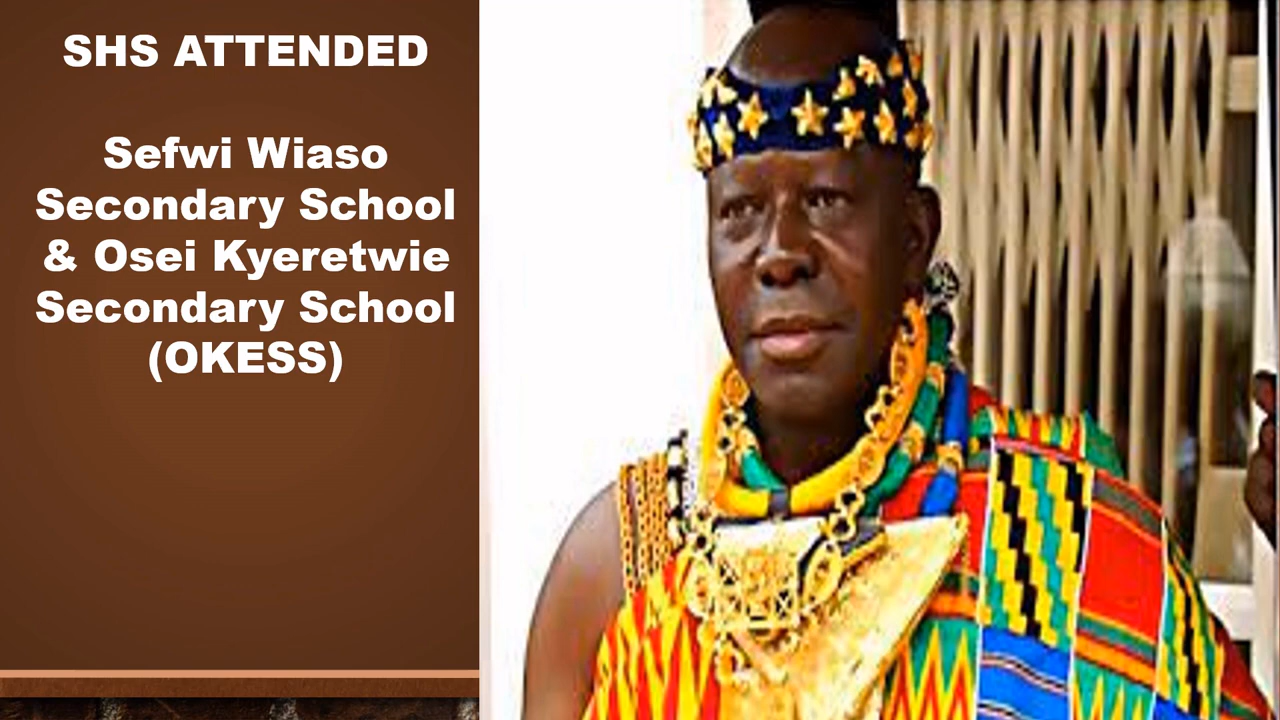 SHS ATTENDED
Sefwi Wiaso
Secondary School
& Osei Kyeretwie
Secondary School
(OKESS)